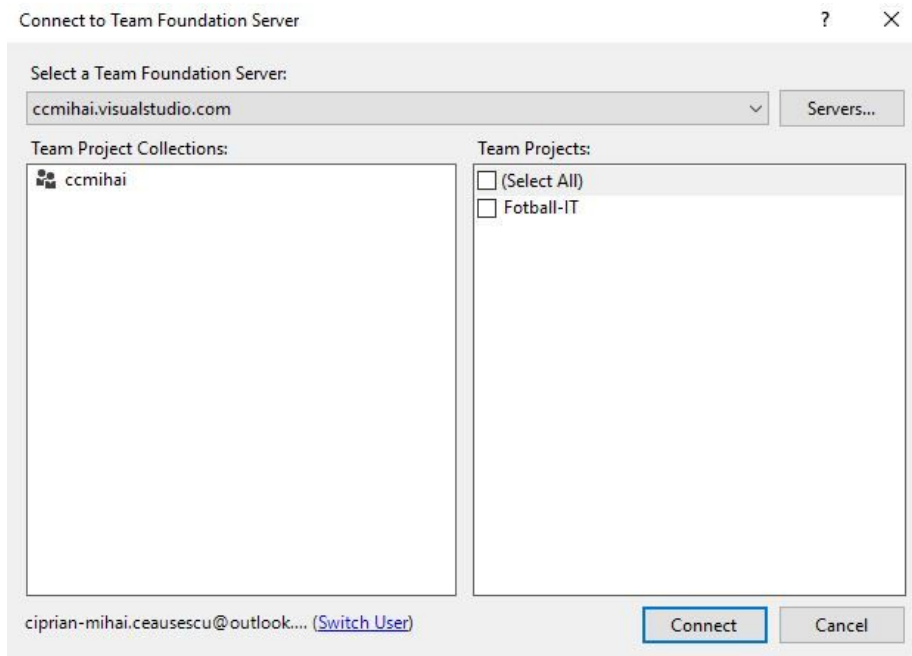 Connect to Team Foundation Server
Select a Team Foundation Server:
ccmihai.visualstudio.com
Servers...
Team Project Collections:
Team Projects:
ccmihai
(Select All)
Fotball-IT
ciprian-mihai.ceausescu@outlook.... (Switch User)
Connect
Cancel